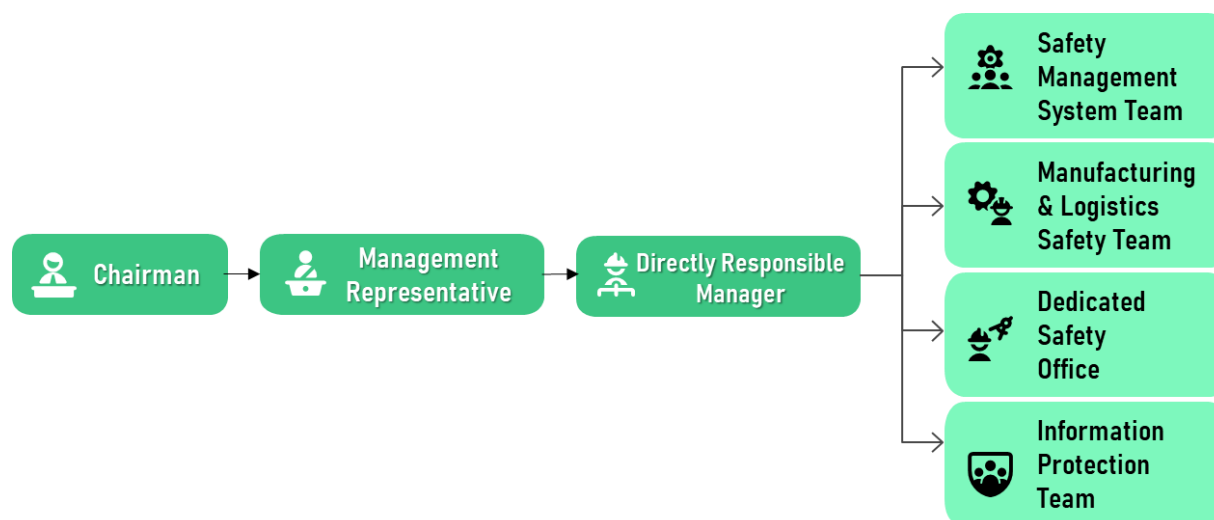 Chairman
Management
Representative
Directly Responsible
Manager
Safety
Management
System Team
Manufacturing
& Logistics
Safety Team
Dedicated
Safety
Office
Information
Protection
Team